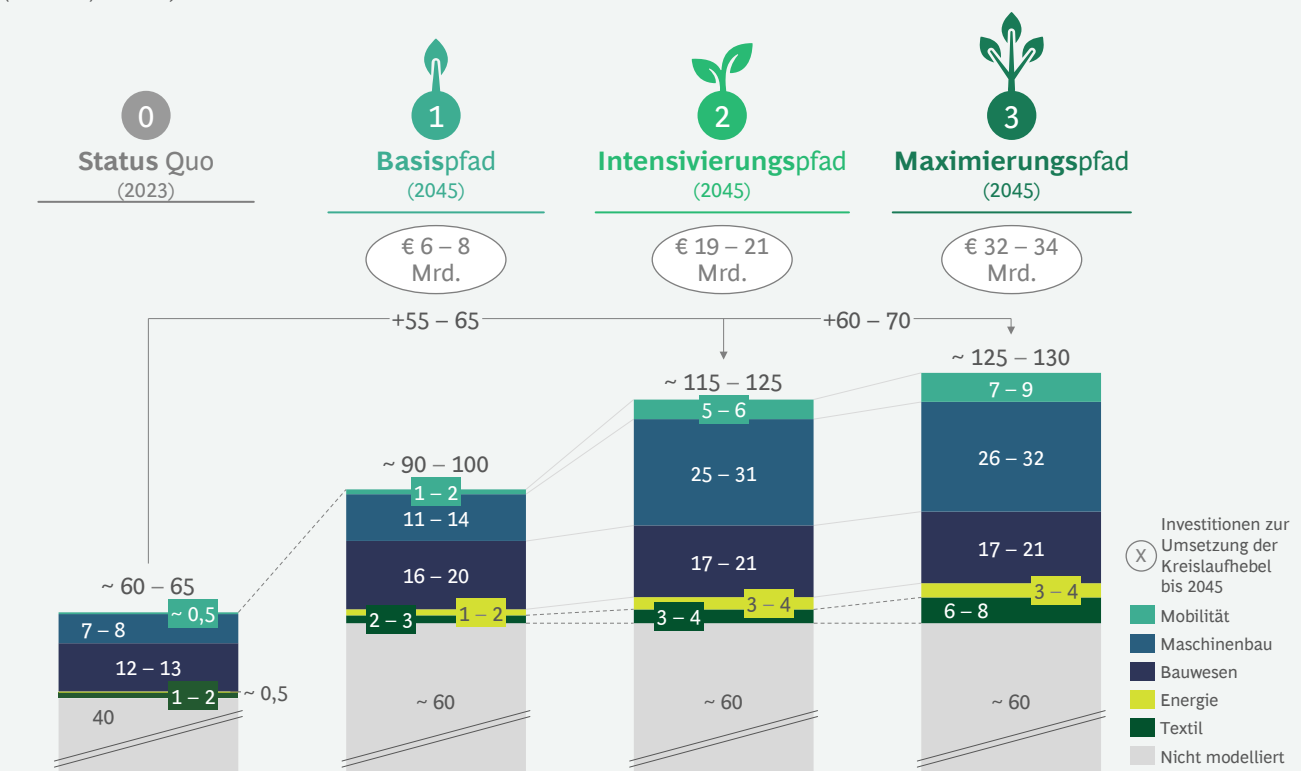 0
Status Quo
(2023)
1
Basispfad
(2045)
2
Intensivierungspfad
(2045)
3
Maximierungspfad
(2045)
€ 6 – 8
Mrd.
€ 19 – 21
Mrd.
€ 32 – 34
Mrd.
+55 – 65
+60 – 70
~ 60 – 65
~ 0,5
7 – 8
12 – 13
1 – 2
~ 0,5
40
~ 90 – 100
1 – 2
11 – 14
16 – 20
1 – 2
2 – 3
~ 60
~ 115 – 125
5 – 6
25 – 31
17 – 21
3 – 4
3 – 4
~ 60
~ 125 – 130
7 – 9
26 – 32
17 – 21
3 – 4
6 – 8
~ 60
X
Investitionen zur
Umsetzung der
Kreislaufhebel
bis 2045
Mobilität
Maschinenbau
Bauwesen
Energie
Textil
Nicht modelliert